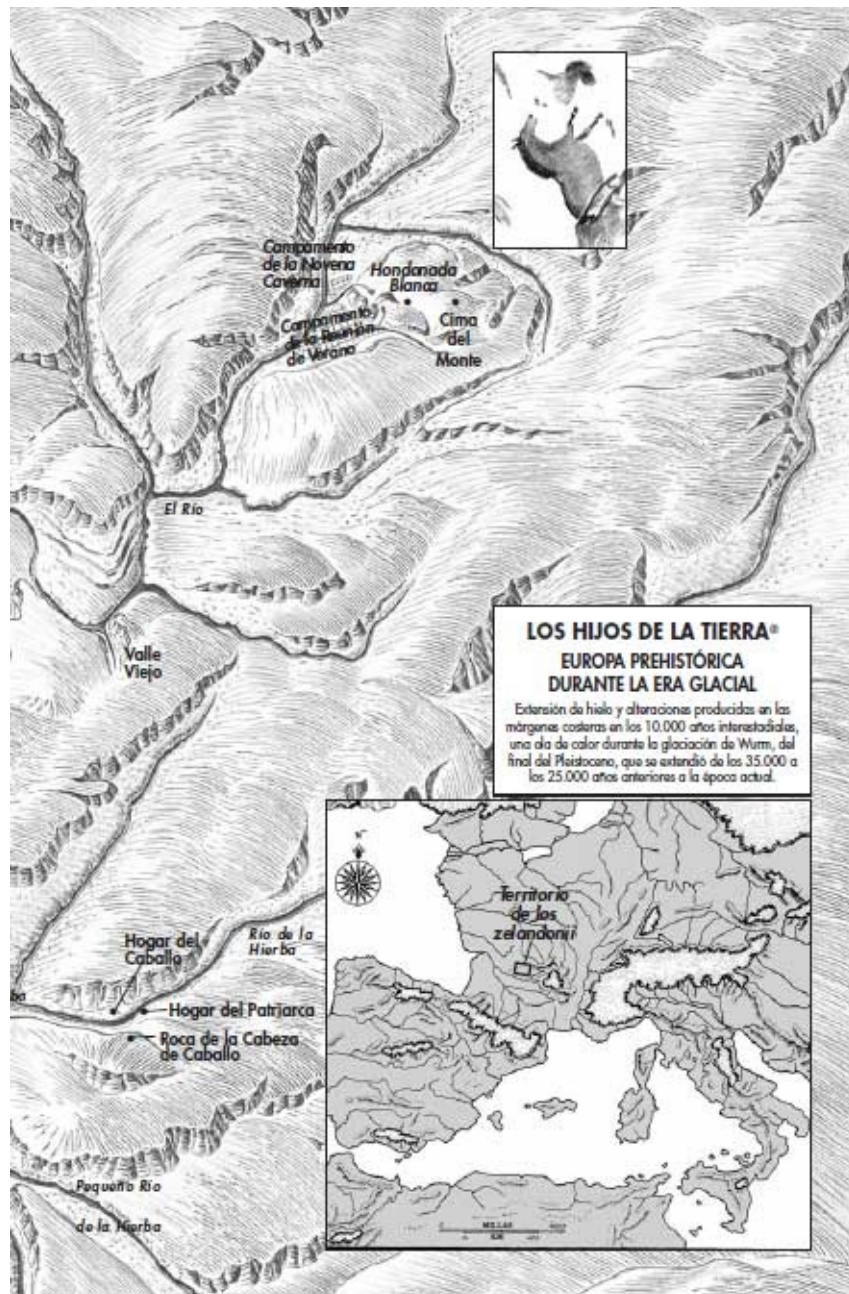 Campamento
de la Novena
Caverna
Hondanada
Blanca
Campamento
de la Reunión
de Verano
Cima
del
Monte
El Río
Valle
Viejo
LOS HIJOS DE LA TIERRA®
EUROPA PREHISTÓRICA
DURANTE LA ERA GLACIAL
Extensión de hielo y alteraciones producidas en las
márgenes costeras en los 10.000 años interestadiales,
una ola de calor durante la glaciación de Wurm, del
final del Pleistoceno, que se extendió de los 35.000 a
los 25.000 años anteriores a la época actual.
Territorio
de los
zelandonii
Hogar del
Caballo
Río de la
Hierba
ba
Hogar del Patriarca
Roca de la Cabeza
de Caballo
Pequeño Río
de la Hierba
MILLAS
KM